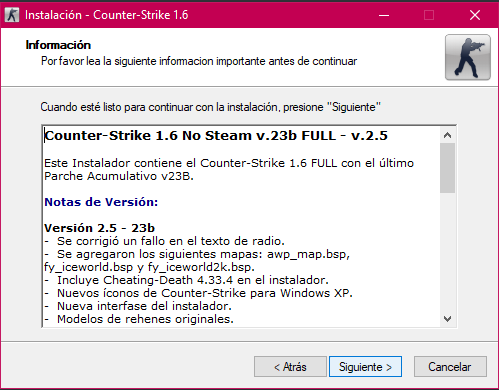 Instalación - Counter-Strike 1.6
Información
Por favor lea la siguiente informacion importante antes de continuar
Cuando esté listo para continuar con la instalación, presione "Siguiente"
Counter-Strike 1.6 No Steam v.23b FULL - v.2.5
Este Instalador contiene el Counter-Strike 1.6 FULL con el último
Parche Acumulativo v23B.
Notas de Versión:
Versión 2.5 - 23b
- Se corrigió un fallo en el texto de radio.
- Se agregaron los siguientes mapas: awp_map.bsp,
fy_iceworld.bsp y fy_iceworld2k.bsp.
- Incluye Cheating-Death 4.33.4 en el instalador.
- Nuevos íconos de Counter-Strike para Windows XP.
- Nueva interfase del instalador.
- Modelos de rehenes originales.
< Atrás
Siguiente >
Cancelar